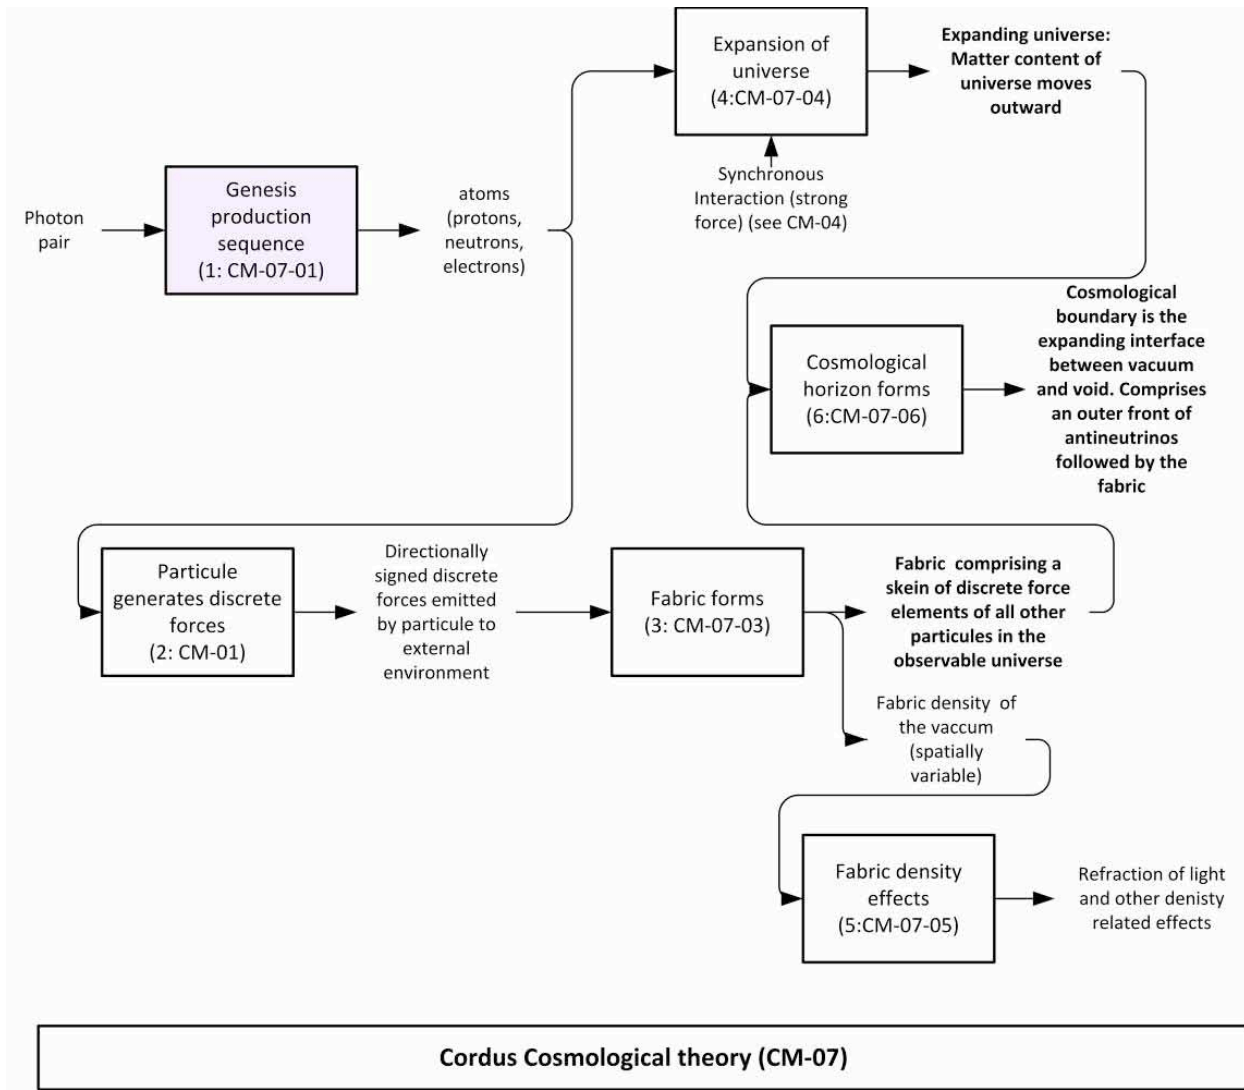 Expansion of
universe
(4:CM-07-04)
Expanding universe:
Matter content of
universe moves
outward
Synchronous
Interaction (strong
force) (see CM-04)
Photon
pair
Genesis
production
sequence
(1: CM-07-01)
atoms
(protons,
neutrons,
electrons)
Cosmological
horizon forms
(6:CM-07-06)
Cosmological
boundary is the
expanding interface
between vacuum
and void. Comprises
an outer front of
antineutrinos
followed by the
fabric
Particule
generates discrete
forces
(2: CM-01)
Directionally
signed discrete
forces emitted
by particule to
external
environment
Fabric forms
(3: CM-07-03)
Fabric comprising a
skein of discrete force
elements of all other
particules in the
observable universe
Fabric density of
the vaccum
(spatially
variable)
Fabric density
effects
(5:CM-07-05)
Refraction of light
and other denisty
related effects
Cordus Cosmological theory (CM-07)